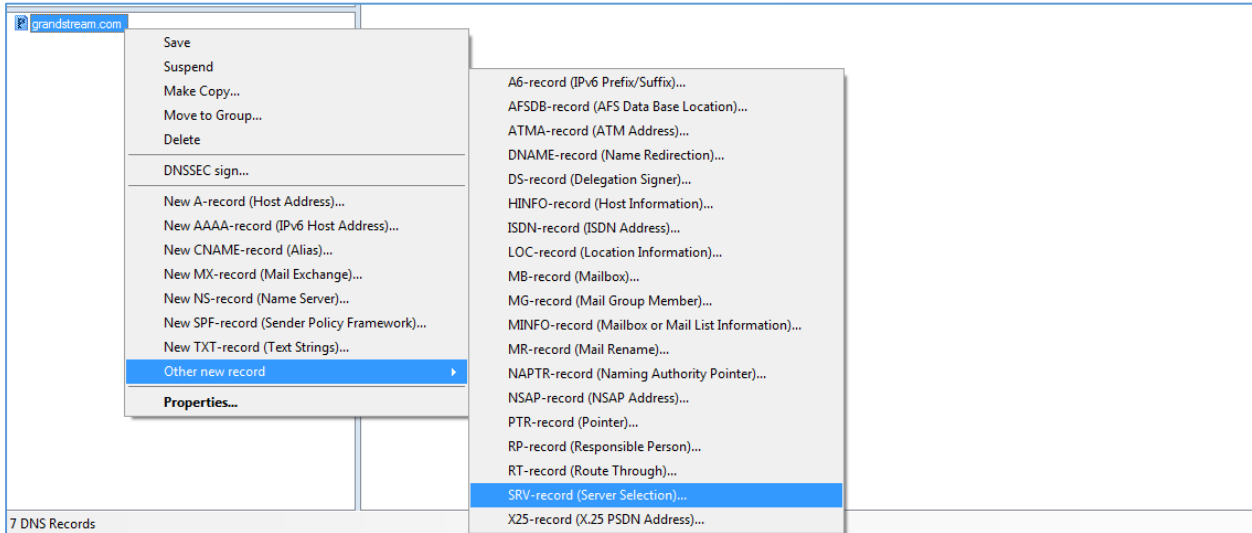 grandstream.com
Save
Suspend
Make Copy...
Move to Group...
Delete
DNSSEC sign...
New A-record (Host Address)...
New AAAA-record (IPv6 Host Address)...
New CNAME-record (Alias)...
New MX-record (Mail Exchange)...
New NS-record (Name Server)...
New SPF-record (Sender Policy Framework)...
New TXT-record (Text Strings)...
Other new record
Properties...
A6-record (IPv6 Prefix/Suffix)...
AFSDB-record (AFS Data Base Location)...
ATMA-record (ATM Address)...
DNAME-record (Name Redirection)...
DS-record (Delegation Signer)...
HINFO-record (Host Information)...
ISDN-record (ISDN Address)...
LOC-record (Location Information)...
MB-record (Mailbox)...
MG-record (Mail Group Member)...
MINFO-record (Mailbox or Mail List Information)...
MR-record (Mail Rename)...
NAPTR-record (Naming Authority Pointer)...
NSAP-record (NSAP Address)...
PTR-record (Pointer)...
RP-record (Responsible Person)...
RT-record (Route Through)...
SRV-record (Server Selection)...
X25-record (X.25 PSDN Address)...
7 DNS Records